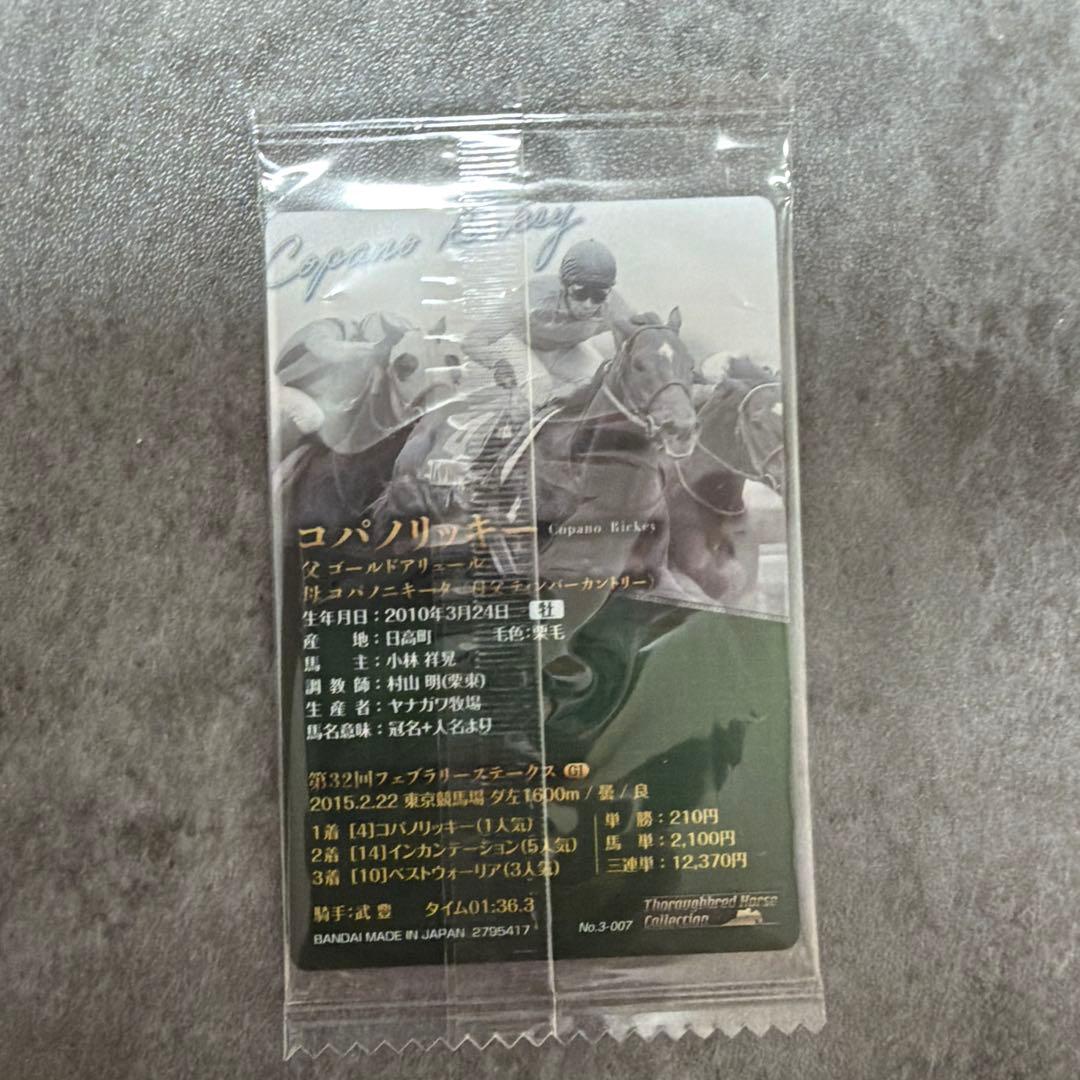 Copano Rickey
コパノリッキー Copano Rickey
父 ゴールドアリュール
母 コパノニキータ (母父 ティンバーカントリー)
生年月日：2010年3月24日 牡
産 地：日高町 毛色：栗毛
馬 主：小林 祥晃
調教師：村山 明(栗東)
生産者：ヤナガワ牧場
馬名意味：冠名+人名より
第32回フェブラリーステークス GI
2015.2.22 東京競馬場 ダ左1600m / 曇 / 良
1着 [4]コパノリッキー(1人気) 単 勝：210円
2着 [14]インカンテーション(5人気) 馬 単：2,100円
3着 [10]ベストウォーリア(3人気) 三連単：12,370円
騎手：武 豊 タイム01:36.3
BANDAI MADE IN JAPAN 2795417 No.3-007
Thoroughbred Horse
Collection